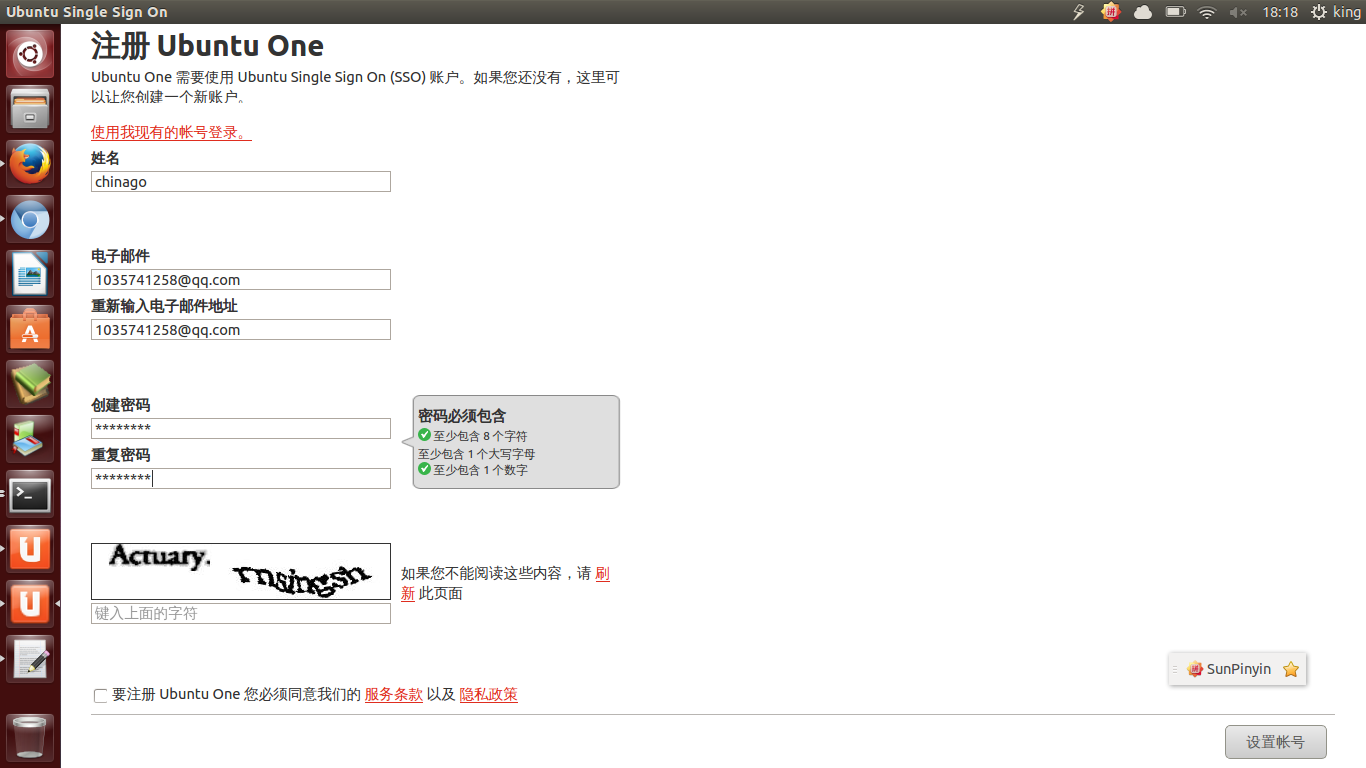 Ubuntu Single Sign On
18:18 king
注册 Ubuntu One
Ubuntu One 需要使用 Ubuntu Single Sign On (SSO) 账户。如果您还没有，这里可
以让您创建一个新账户。
使用我现有的帐号登录。
姓名
chinago
电子邮件
1035741258@qq.com
重新输入电子邮件地址
1035741258@qq.com
创建密码
********
重复密码
********
密码必须包含
至少包含 8 个字符
至少包含 1 个大写字母
至少包含 1 个数字
Actuary.
如果您不能阅读这些内容，请 刷
新 此页面
键入上面的字符
SunPinyin
要注册 Ubuntu One 您必须同意我们的 服务条款 以及 隐私政策
设置帐号